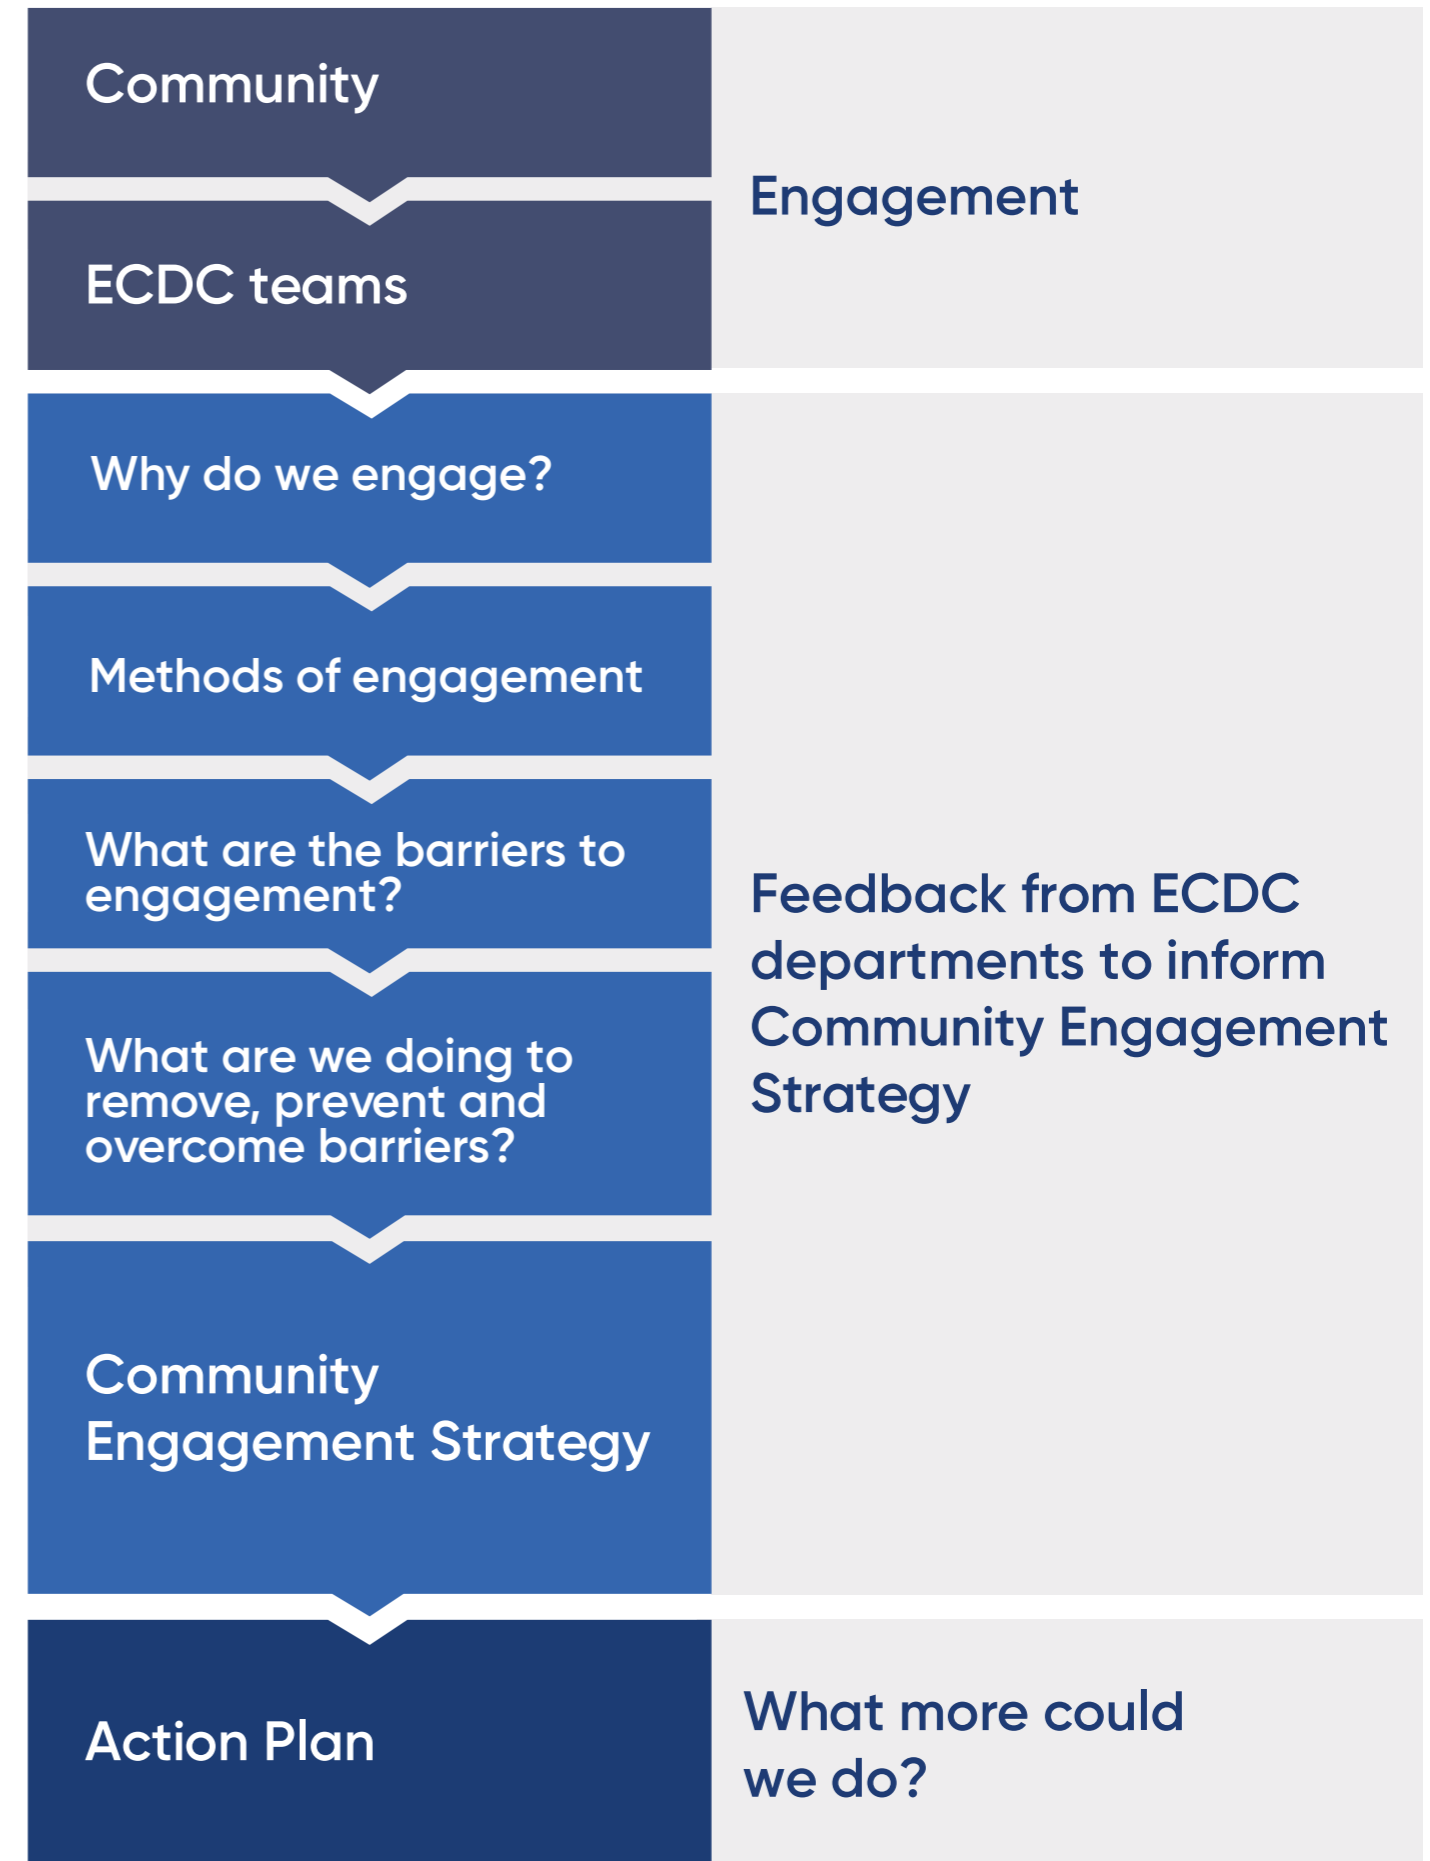 Community
Engagement
ECDC teams
Why do we engage?
Methods of engagement
What are the barriers to
engagement?
What are we doing to
remove, prevent and
overcome barriers?
Community
Engagement Strategy
Feedback from ECDC
departments to inform
Community Engagement
Strategy
Action Plan
What more could
we do?